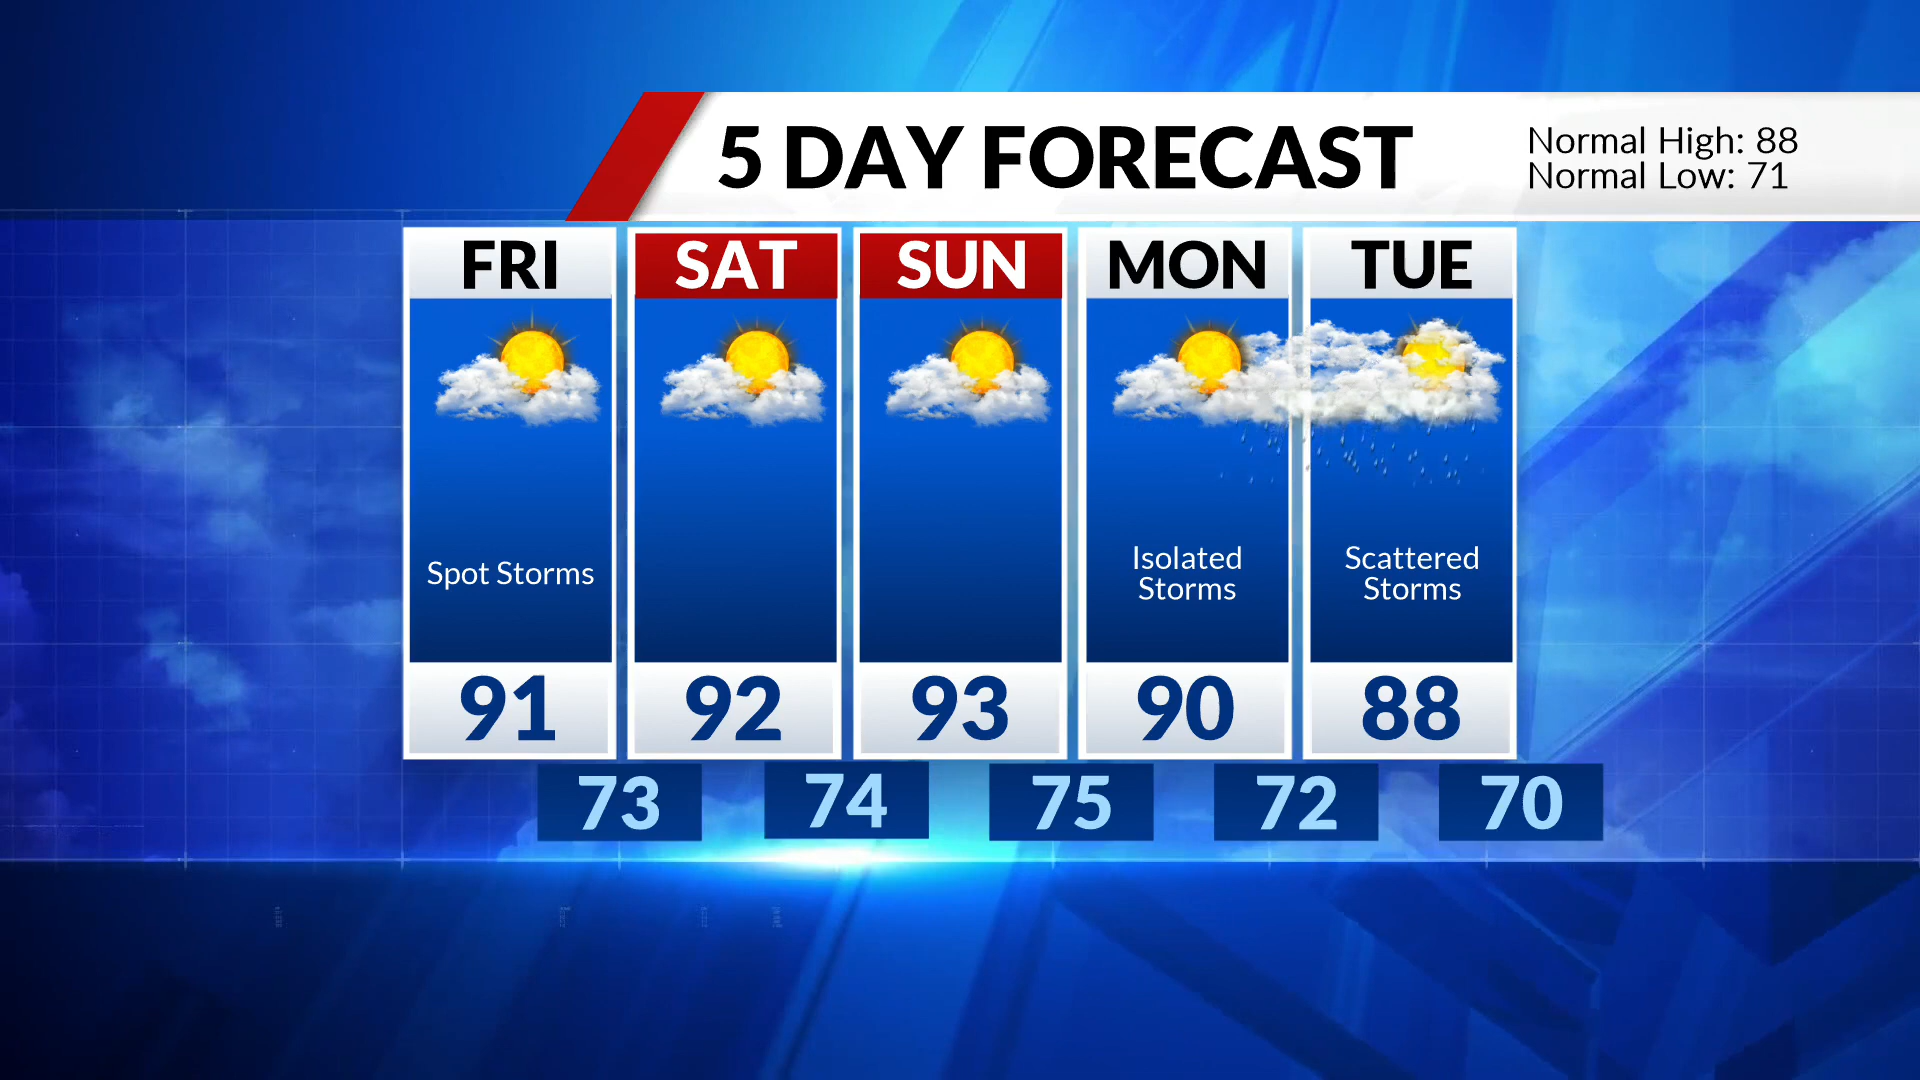 5 DAY FORECAST
Normal High: 88
Normal Low: 71
FRI
SAT
SUN
MON
TUE
Spot Storms
Isolated
Storms
Scattered
Storms
91
92
93
90
88
73
74
75
72
70